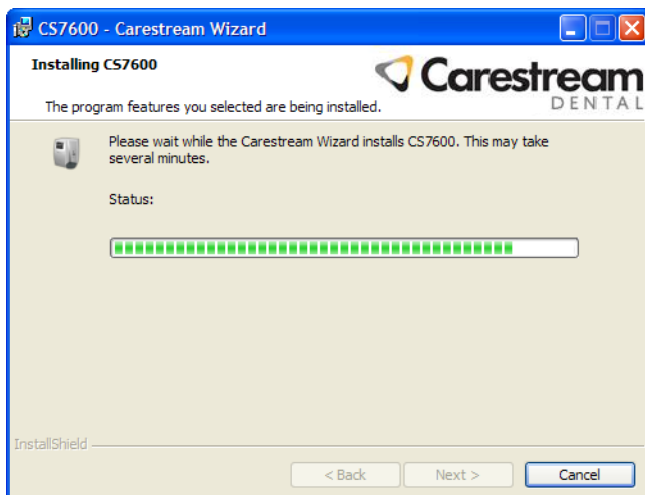 CS7600 - Carestream Wizard
Installing CS7600
Carestream
DENTAL
The program features you selected are being installed.
Please wait while the Carestream Wizard installs CS7600. This may take
several minutes.
Status:
InstallShield
< Back
Next >
Cancel